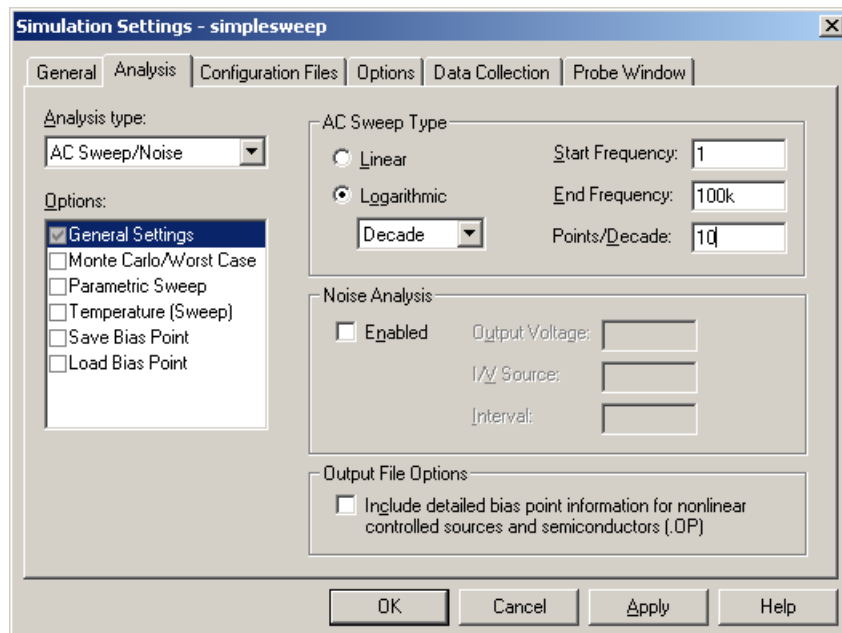 Simulation Settings - simplesweep
General Analysis Configuration Files Options Data Collection Probe Window
Analysis type:
AC Sweep/Noise
Options:
General Settings
Monte Carlo/Worst Case
Parametric Sweep
Temperature (Sweep)
Save Bias Point
Load Bias Point
AC Sweep Type
Linear
Logarithmic
Decade
Start Frequency: 1
End Frequency: 100k
Points/Decade: 10
Noise Analysis
Enabled
Output Voltage:
I/V Source:
Interval:
Output File Options
Include detailed bias point information for nonlinear
controlled sources and semiconductors (.OP)
OK Cancel Apply Help